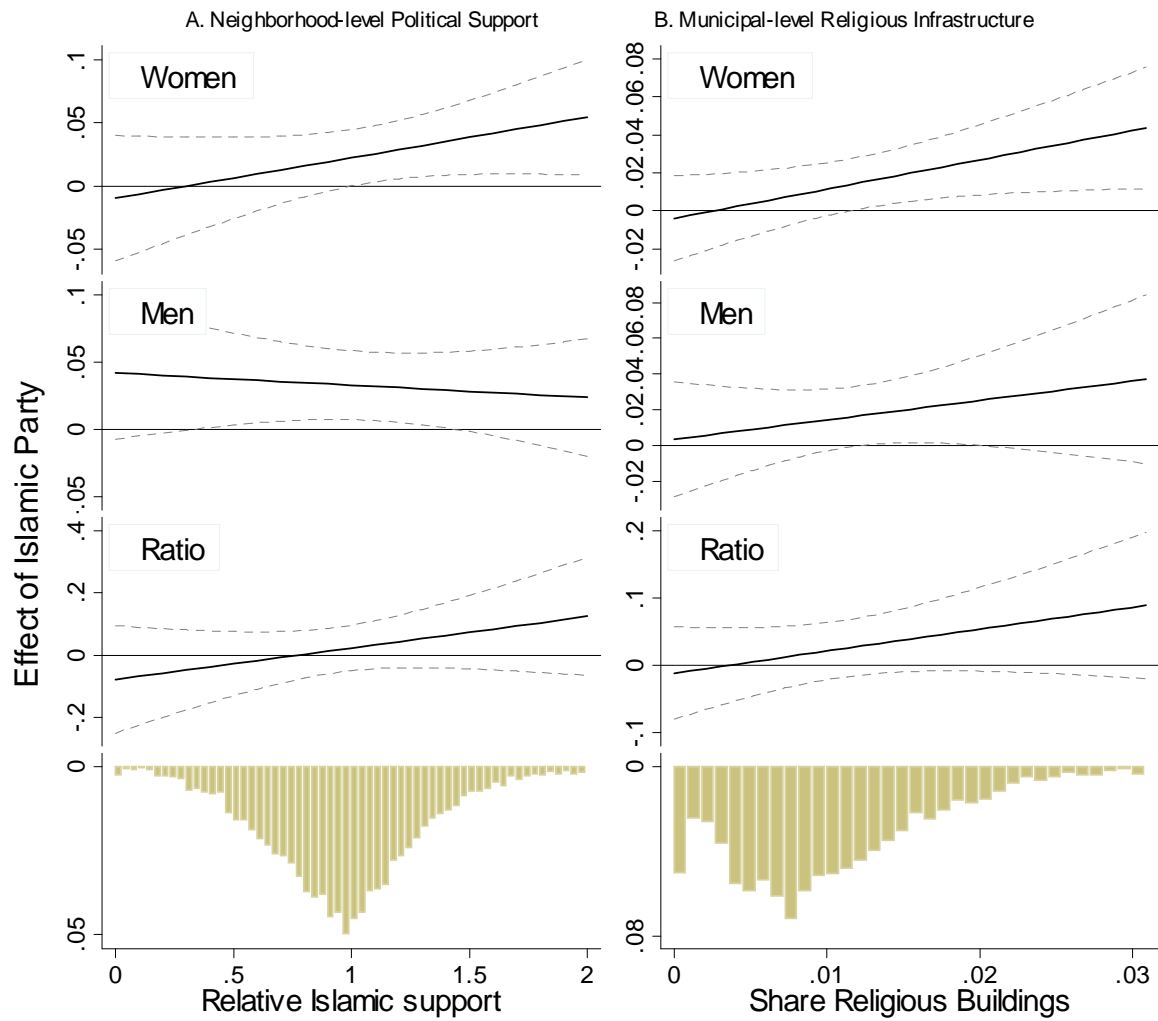 A. Neighborhood-level Political Support
B. Municipal-level Religious Infrastructure
Effect of Islamic Party
Women
.1
.05
0
-.05
Women
.08
.06
.04
.02
0
-.02
Men
.1
.05
0
-.05
Men
.08
.06
.04
.02
0
-.02
Ratio
.4
.2
0
-.2
Ratio
.2
.1
0
-.1
0
.05
0
.08
0 .5 1 1.5 2
0 .01 .02 .03
Relative Islamic support
Share Religious Buildings